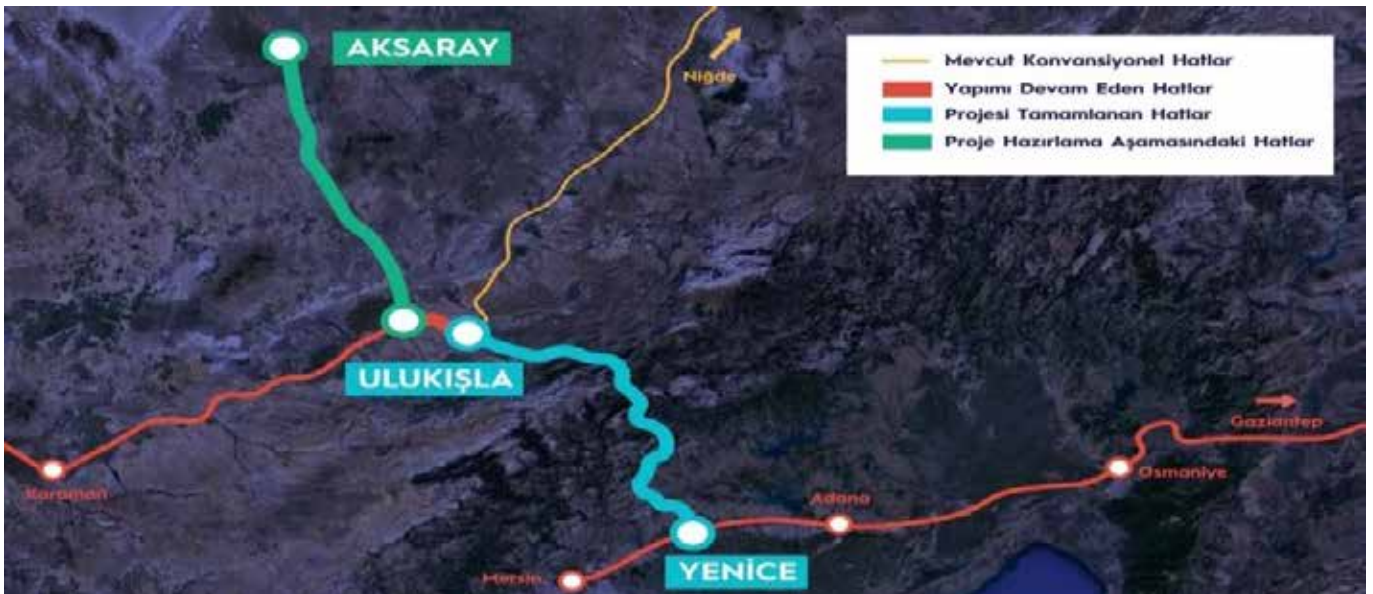 AKSARAY
Niğde
Mevcut Konvansiyonel Hatlar
Yapımı Devam Eden Hatlar
Projesi Tamamlanan Hatlar
Proje Hazırlama Aşamasındaki Hatlar
ULUKIŞLA
Gaziantep
Karaman
Osmaniye
Adana
Mersin
YENİCE